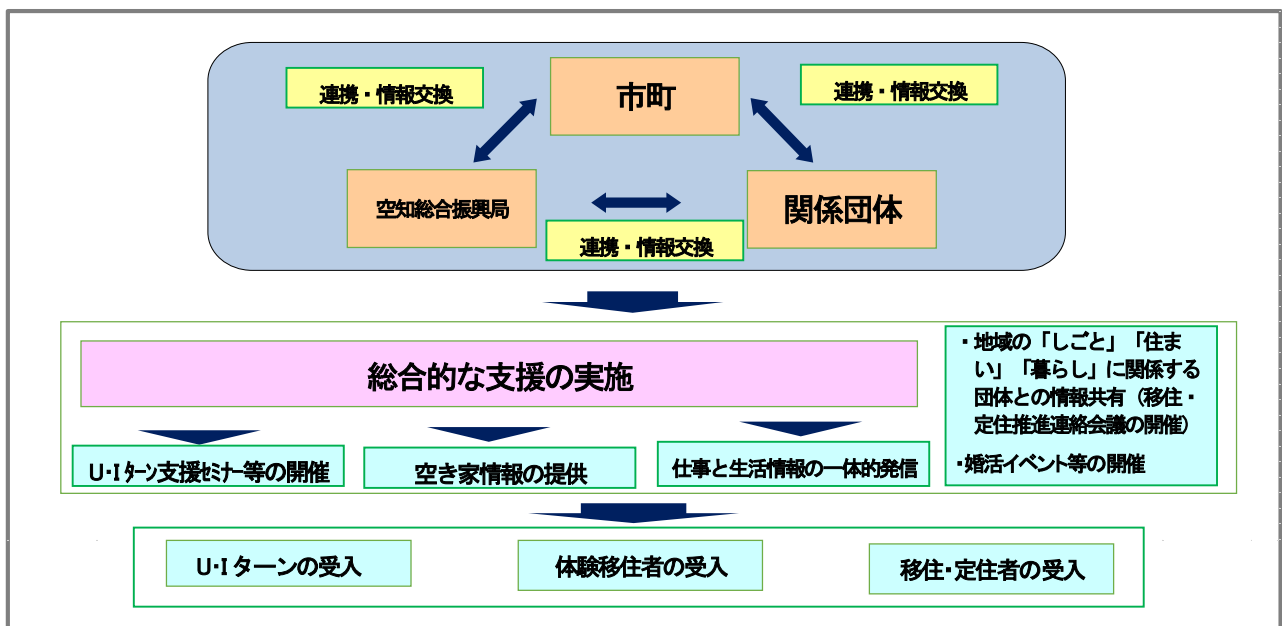 連携・情報交換
市町
連携・情報交換
空知総合振興局
関係団体
連携・情報交換
総合的な支援の実施
・地域の「しごと」「住ま
い」「暮らし」に関係する
団体との情報共有（移住・
定住推進連絡会議の開催）
・婚活イベント等の開催
U・Iﾀｰﾝ支援ｾﾐﾅｰ等の開催
空き家情報の提供
仕事と生活情報の一体的発信
U・Iターンの受入
体験移住者の受入
移住・定住者の受入